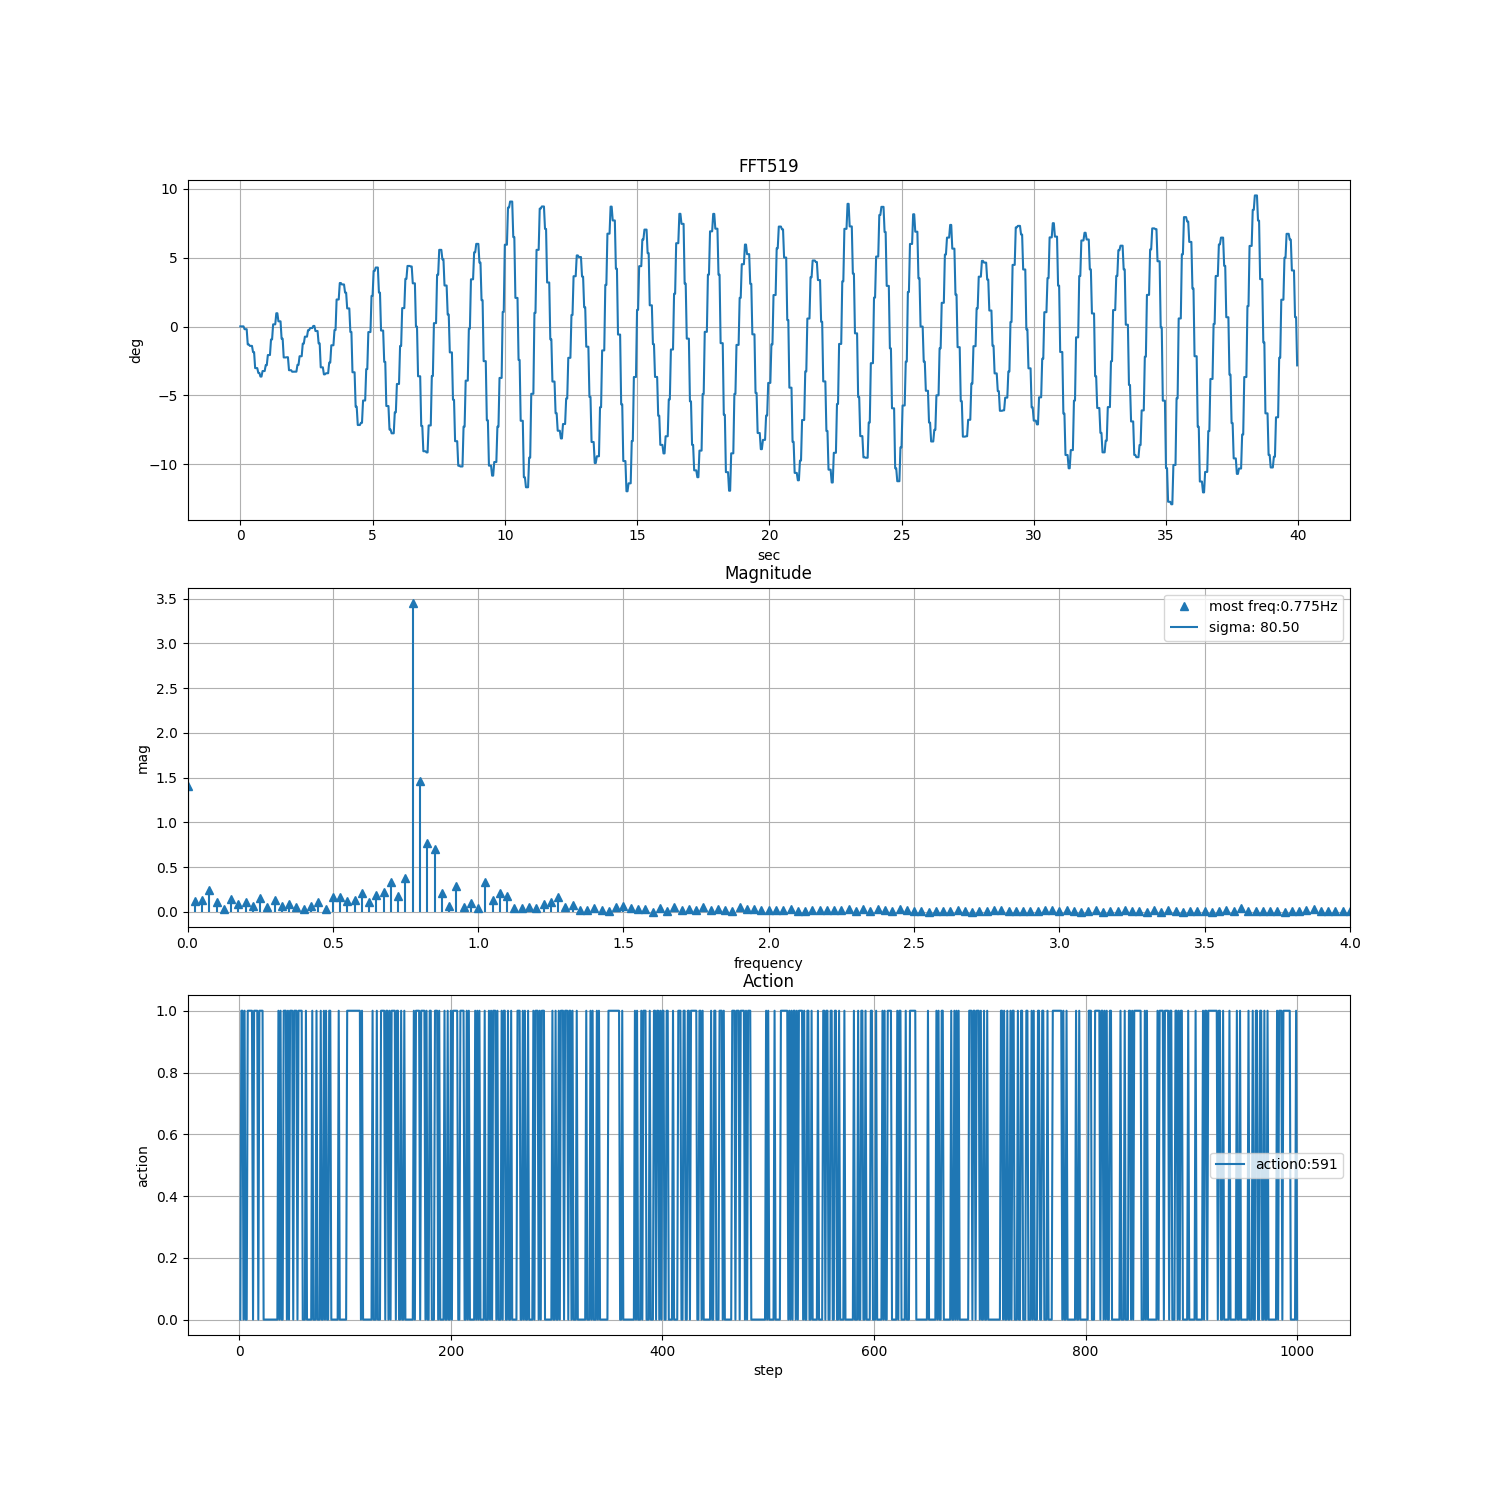 FFT519
10
5
0
−5
−10
deg
0 5 10 15 20 25 30 35 40
sec
Magnitude
3.5
3.0
2.5
2.0
1.5
1.0
0.5
0.0
mag
most freq:0.775Hz
sigma: 80.50
0.0 0.5 1.0 1.5 2.0 2.5 3.0 3.5 4.0
frequency
Action
1.0
0.8
0.6
0.4
0.2
0.0
action
action0:591
0 200 400 600 800 1000
step